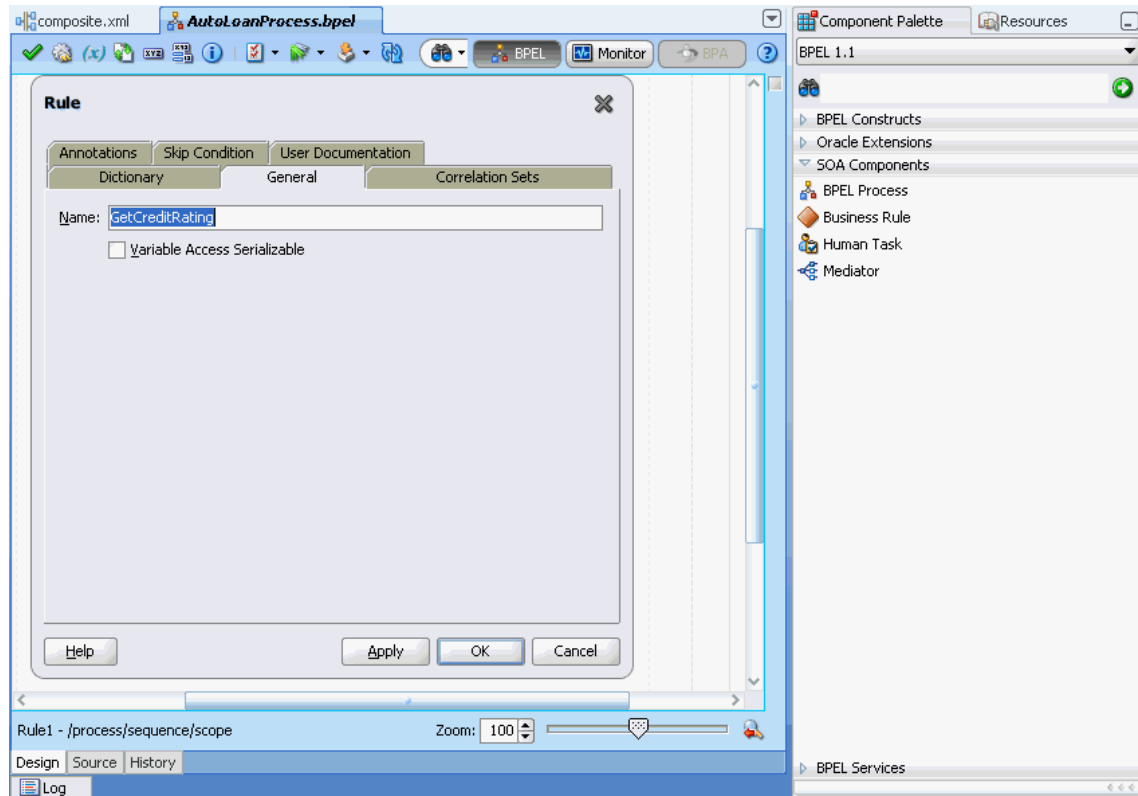 composite.xml
AutoLoanProcess.bpel
Component Palette
Resources
(x)
BPEL
Monitor
BPA
BPEL 1.1
Rule
BPEL Constructs
Oracle Extensions
SOA Components
BPEL Process
Business Rule
Human Task
Mediator
Annotations
Skip Condition
User Documentation
Dictionary
General
Correlation Sets
Name: GetCreditRating
Variable Access Serializable
Help
Apply
OK
Cancel
Rule1 - /process/sequence/scope
Zoom: 100
Design
Source
History
BPEL Services
Log